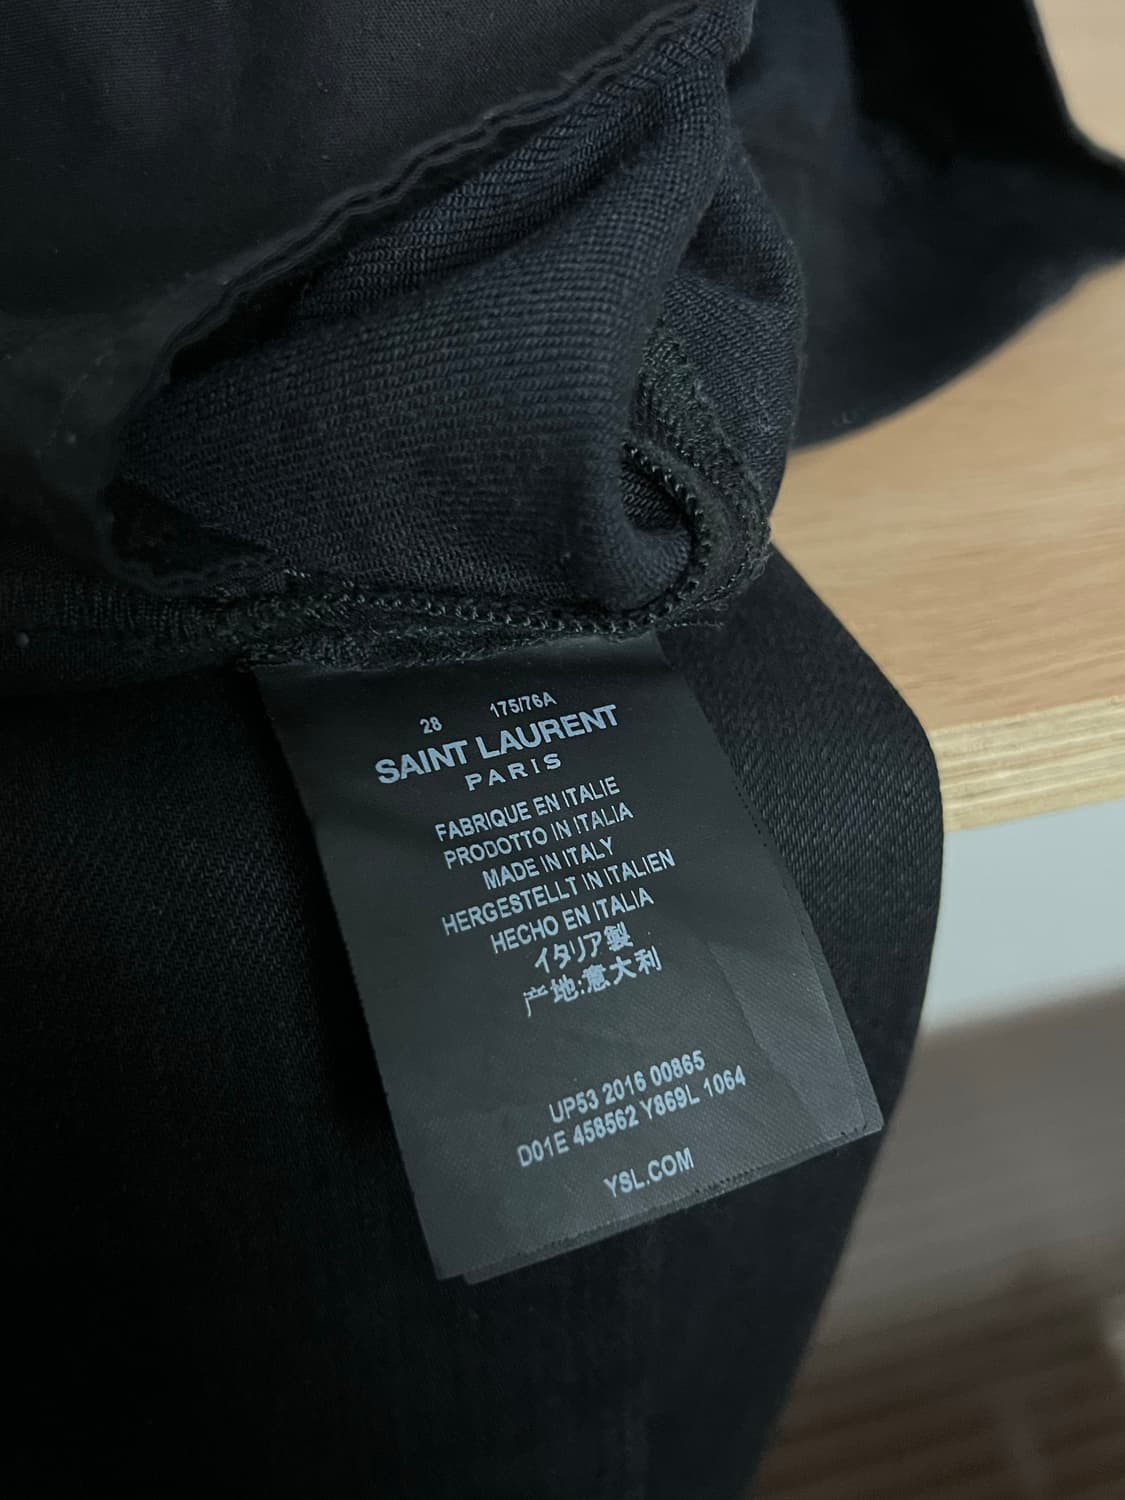 28 175/76A
SAINT LAURENT
PARIS
FABRIQUE EN ITALIE
PRODOTTO IN ITALIA
MADE IN ITALY
HERGESTELLT IN ITALIEN
HECHO EN ITALIA
イタリア製
产地:意大利
UP53 2016 00865
D01E 458562 Y869L 1064
YSL.COM